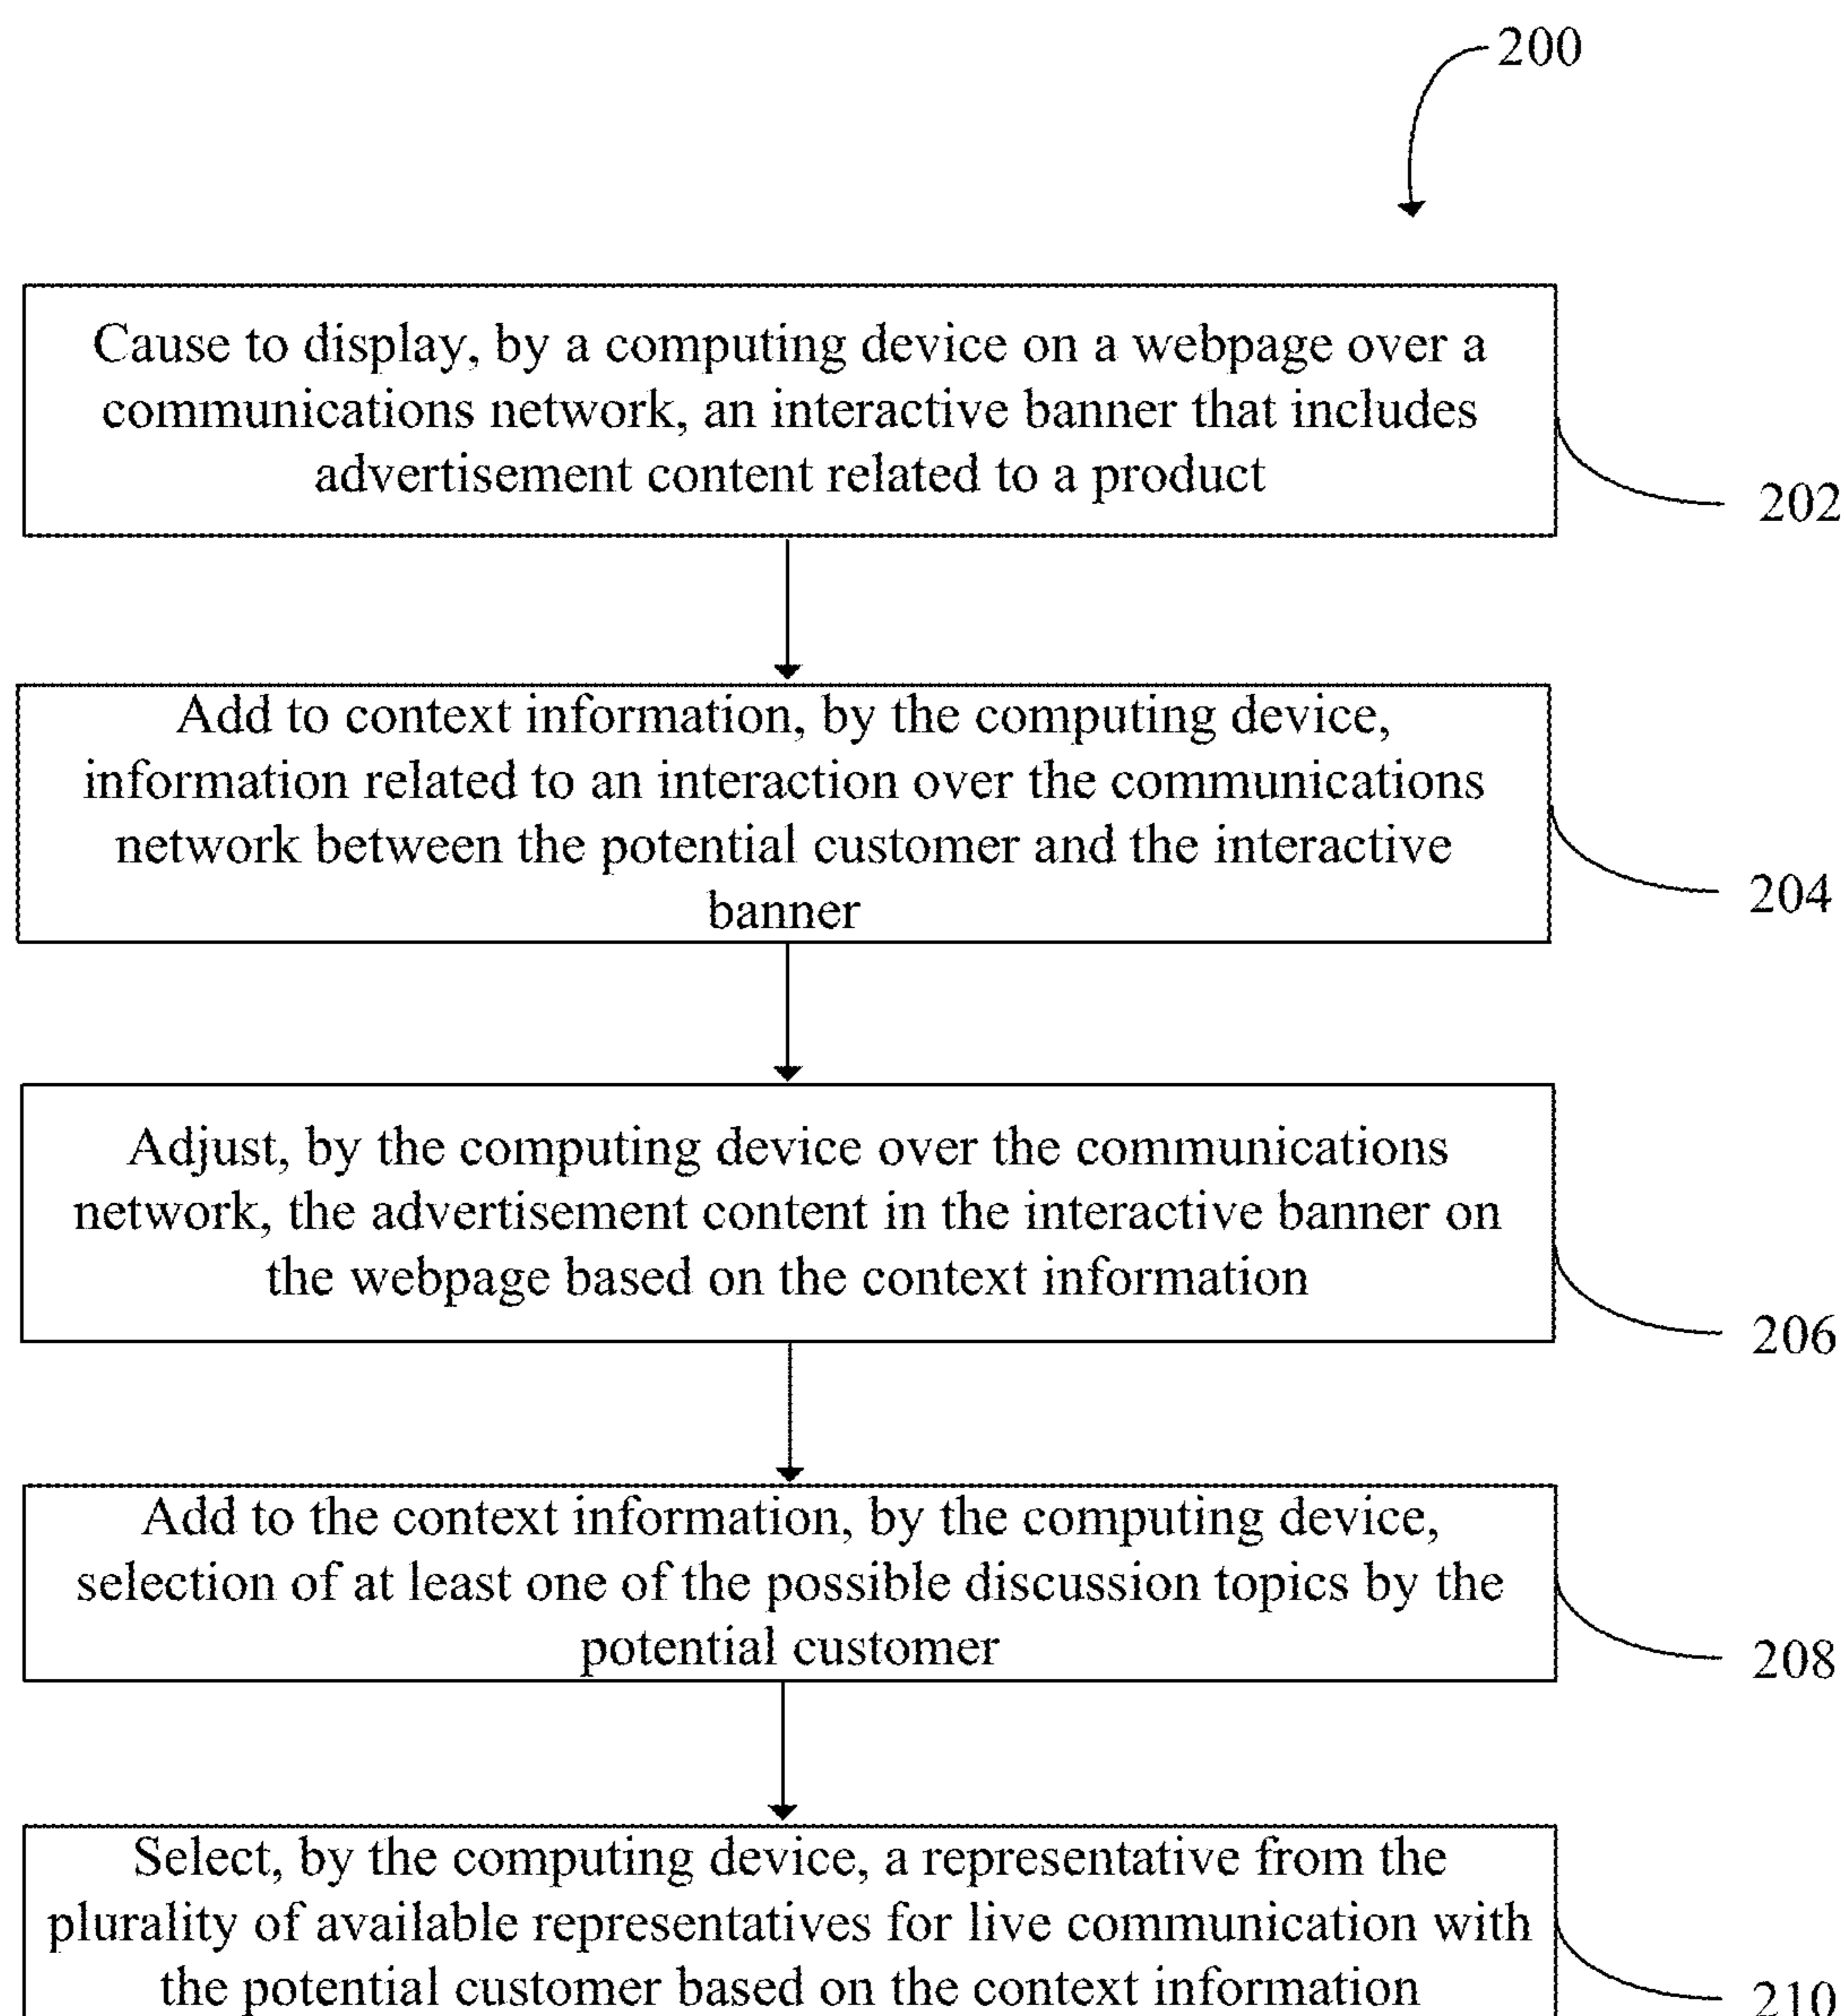 200
Cause to display, by a computing device on a webpage over a
communications network, an interactive banner that includes
advertisement content related to a product
202
Add to context information, by the computing device,
information related to an interaction over the communications
network between the potential customer and the interactive
banner
204
Adjust, by the computing device over the communications
network, the advertisement content in the interactive banner on
the webpage based on the context information
206
Add to the context information, by the computing device,
selection of at least one of the possible discussion topics by the
potential customer
208
Select, by the computing device, a representative from the
plurality of available representatives for live communication with
the potential customer based on the context information
210